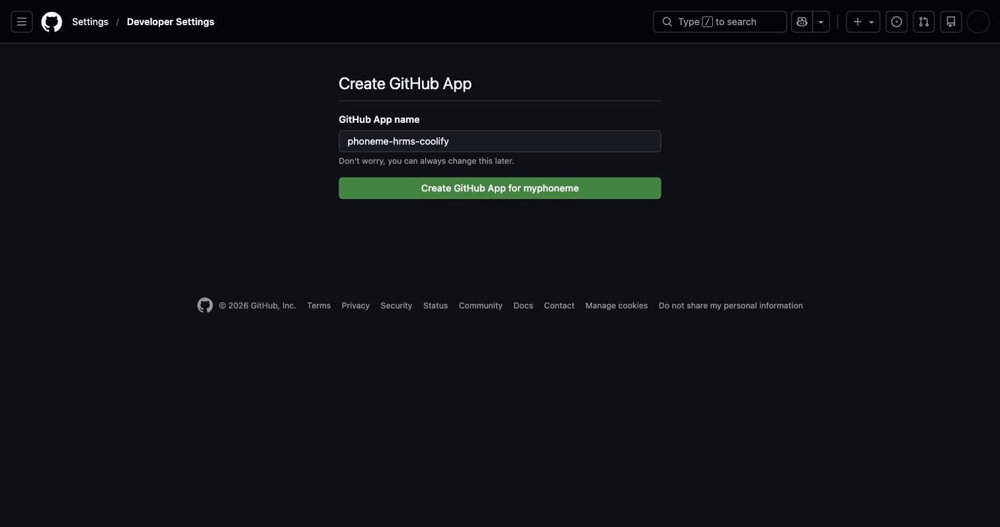 Settings / Developer Settings
Type / to search
Create GitHub App
GitHub App name
phoneme-hrms-coolify
Don't worry, you can always change this later.
Create GitHub App for myphoneme
© 2026 GitHub, Inc. Terms Privacy Security Status Community Docs Contact Manage cookies Do not share my personal information